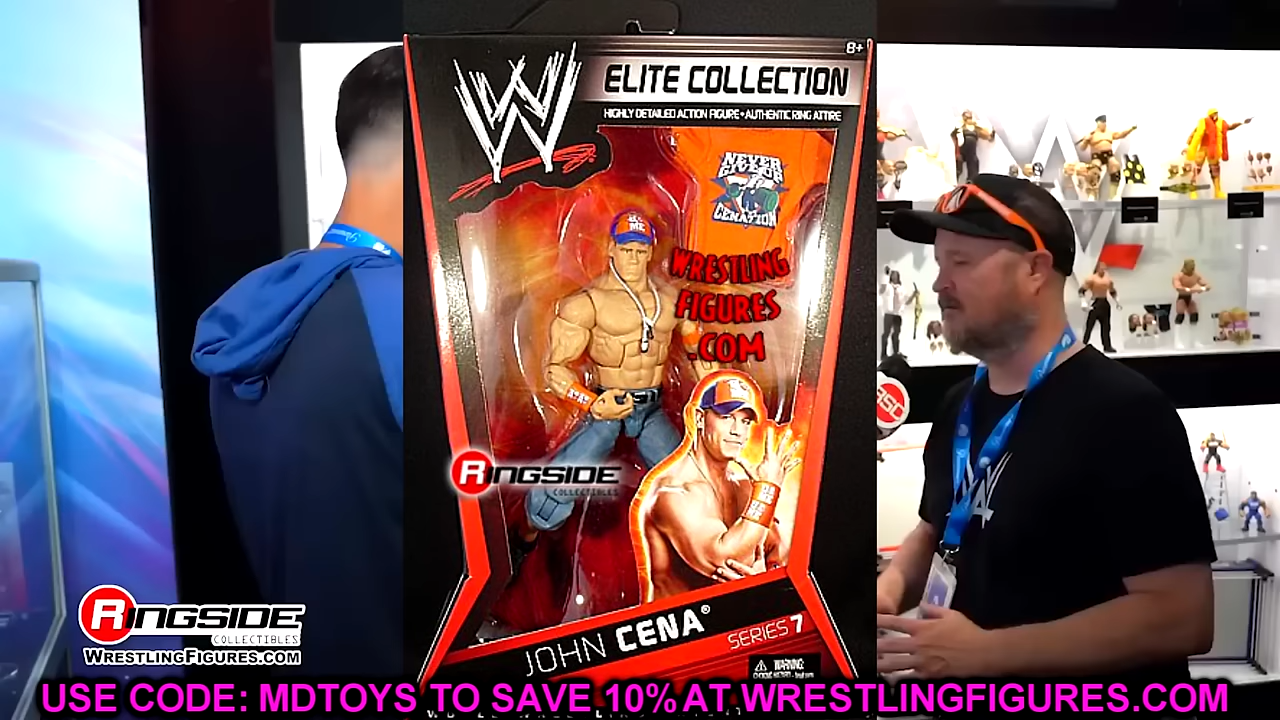 8+
ELITE COLLECTION
HIGHLY DETAILED ACTION FIGURE • AUTHENTIC RING ATTIRE
NEVER
GIVE UP
CENATION
ME
WRESTLING
FIGURES
.COM
RINGSIDE
COLLECTIBLES
JOHN CENA®
SERIES 7
WARNING:
RINGSIDE
COLLECTIBLES
WRESTLINGFIGURES.COM
USE CODE: MDTOYS TO SAVE 10% AT WRESTLINGFIGURES.COM